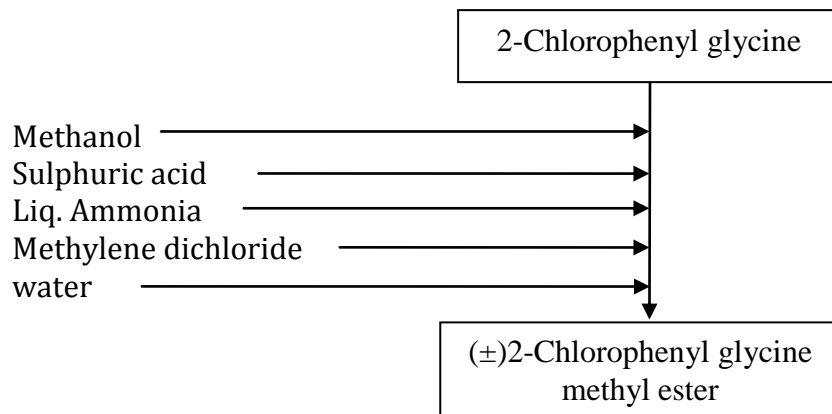 2-Chlorophenyl glycine
Methanol
Sulphuric acid
Liq. Ammonia
Methylene dichloride
water
(±)2-Chlorophenyl glycine
methyl ester